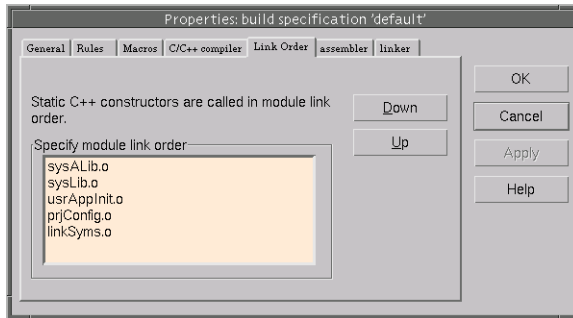 Properties: build specification 'default'
General Rules Macros C/C++ compiler Link Order assembler linker
OK
Static C++ constructors are called in module link
order.
Down
Cancel
Specify module link order
Up
Apply
sysALib.o
sysLib.o
usrAppInit.o
prjConfig.o
linkSyms.o
Help